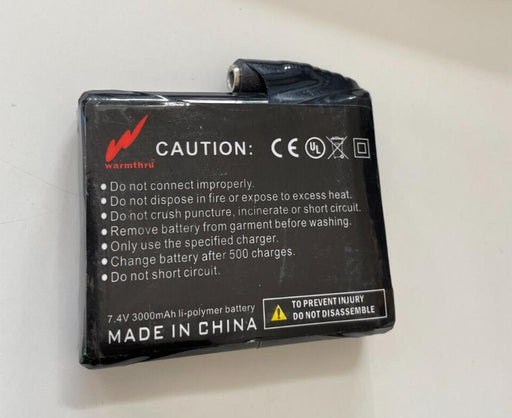 warmthru
CAUTION: CE UL
● Do not connect improperly.
● Do not dispose in fire or expose to excess heat.
● Do not crush puncture, incinerate or short circuit.
● Remove battery from garment before washing.
● Only use the specified charger.
● Change battery after 500 charges.
● Do not short circuit.
7.4V 3000mAh li-polymer battery
MADE IN CHINA
TO PREVENT INJURY
DO NOT DISASSEMBLE